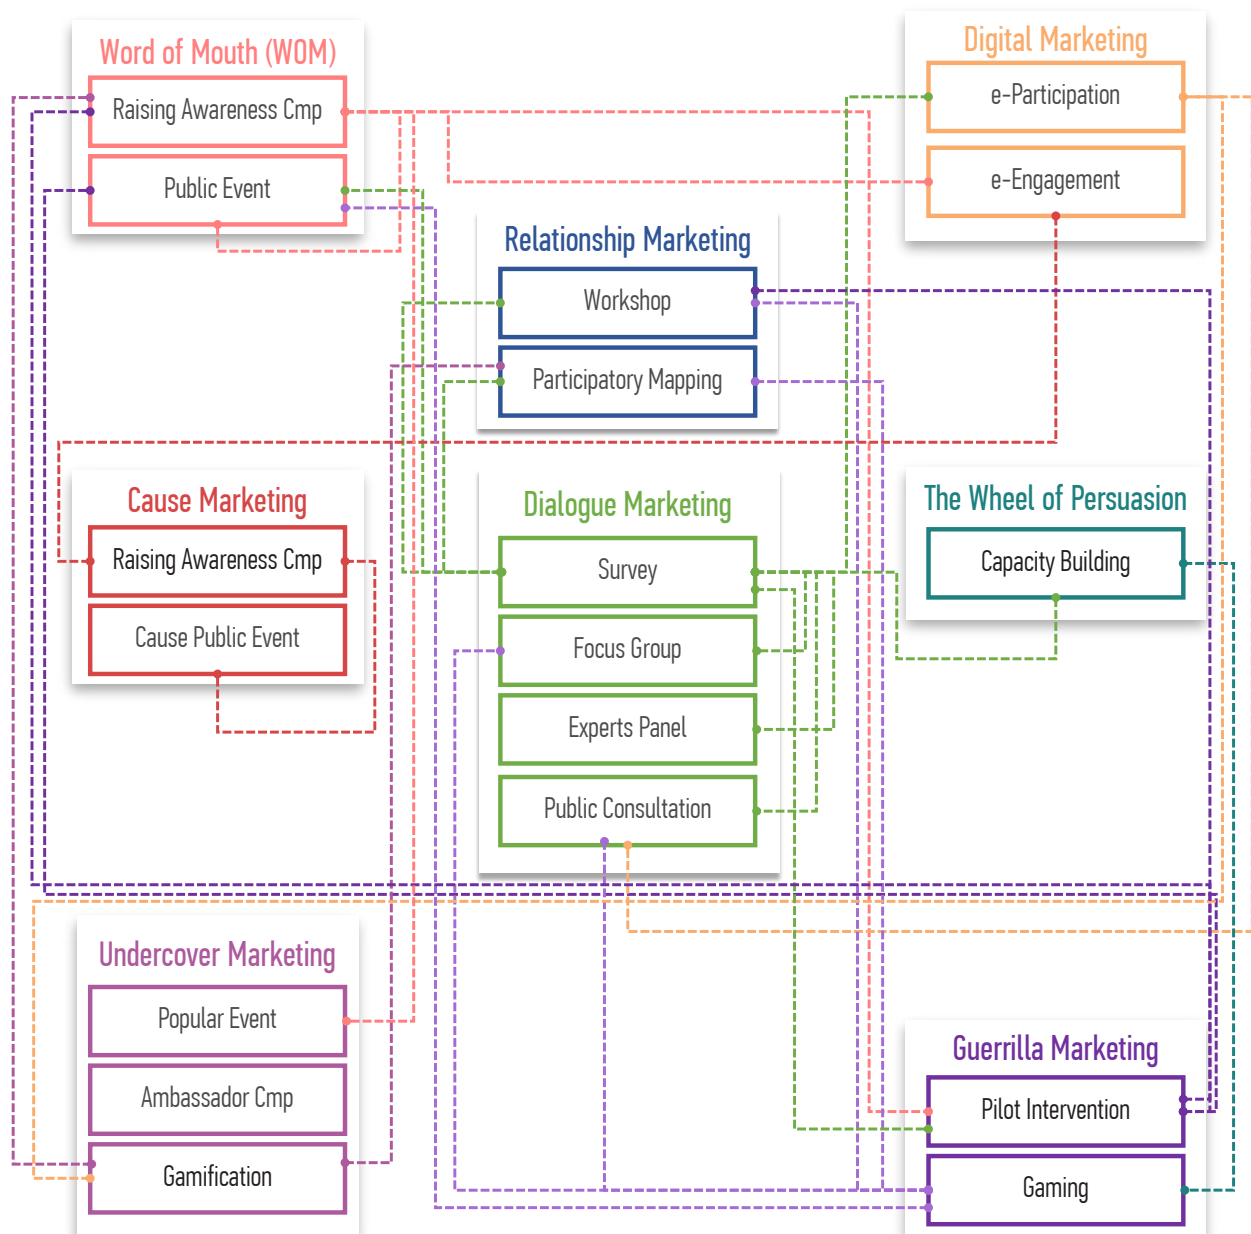 Word of Mouth (WOM)
Raising Awareness Cmp
Public Event
Digital Marketing
e-Participation
e-Engagement
Relationship Marketing
Workshop
Participatory Mapping
Cause Marketing
Raising Awareness Cmp
Cause Public Event
Dialogue Marketing
Survey
Focus Group
Experts Panel
Public Consultation
The Wheel of Persuasion
Capacity Building
Undercover Marketing
Popular Event
Ambassador Cmp
Gamification
Guerrilla Marketing
Pilot Intervention
Gaming